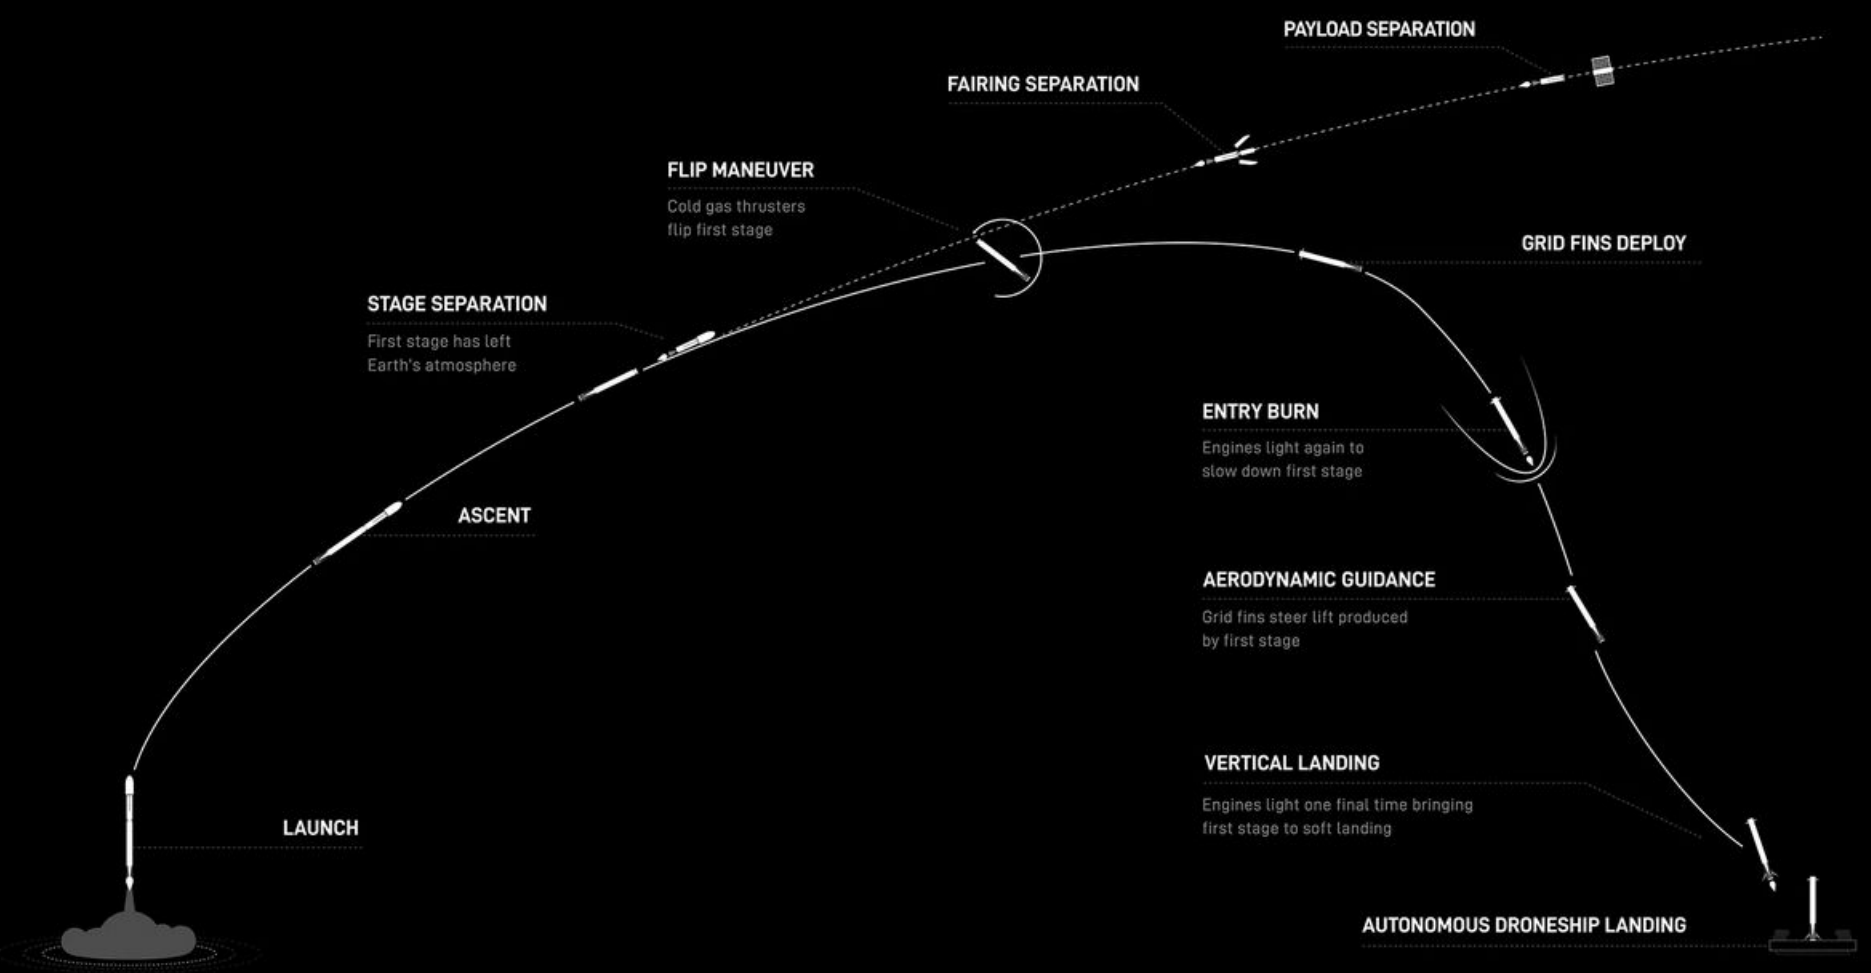 PAYLOAD SEPARATION
FAIRING SEPARATION
FLIP MANEUVER
Cold gas thrusters
flip first stage
GRID FINS DEPLOY
STAGE SEPARATION
First stage has left
Earth's atmosphere
ENTRY BURN
Engines light again to
slow down first stage
ASCENT
AERODYNAMIC GUIDANCE
Grid fins steer lift produced
by first stage
VERTICAL LANDING
Engines light one final time bringing
first stage to soft landing
LAUNCH
AUTONOMOUS DRONESHIP LANDING